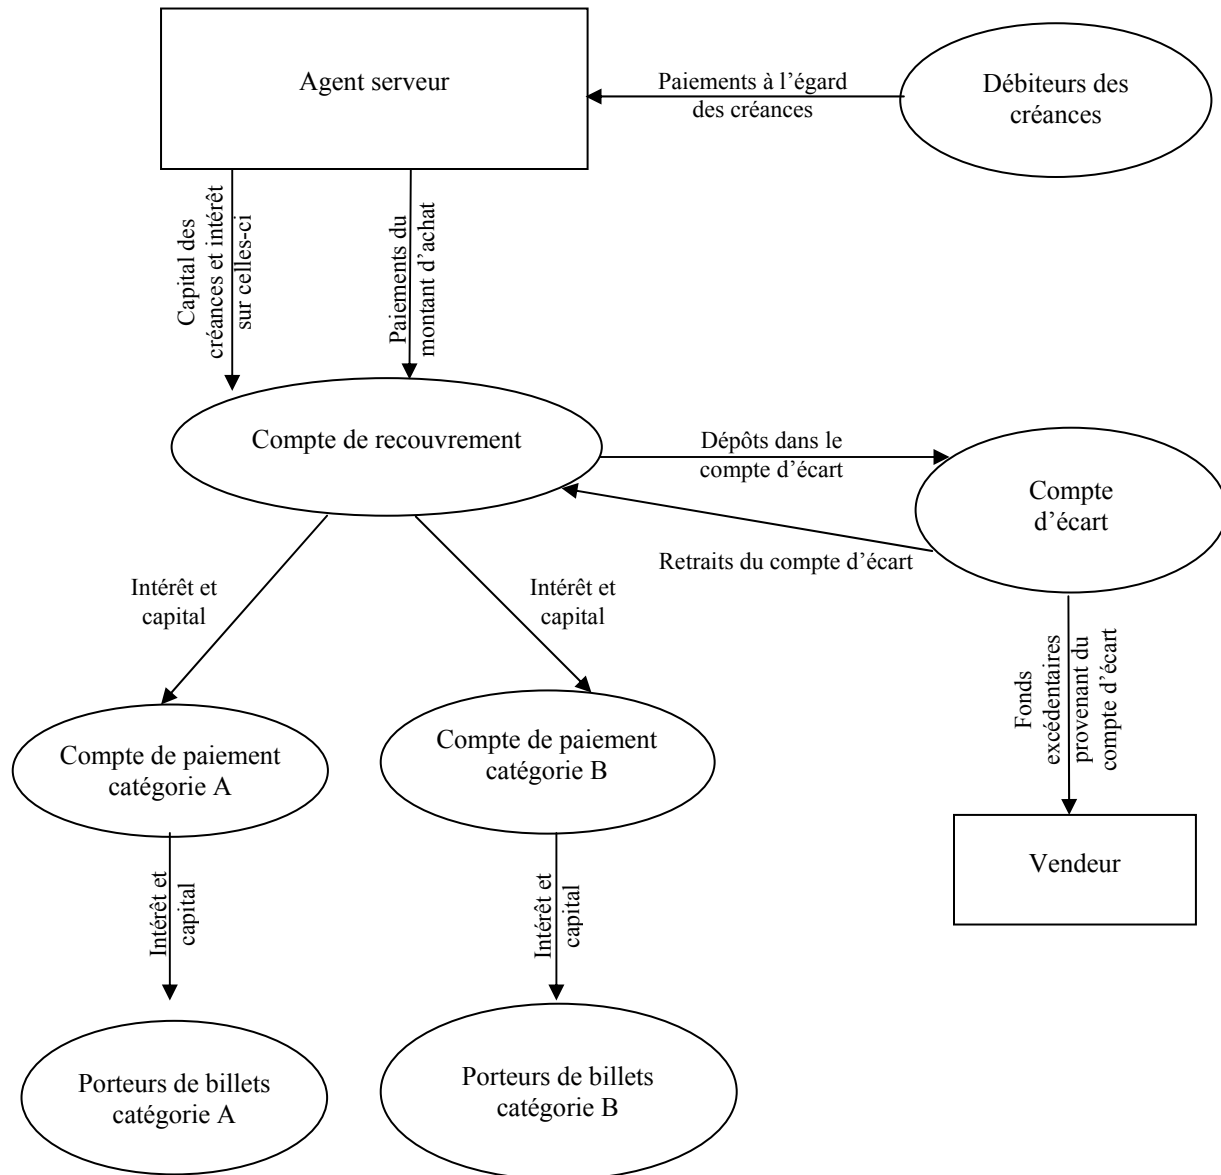 Agent serveur
Paiements à l’égard
des créances
Débiteurs des
créances
Capital des
créances et intérêt
sur celles-ci
Paiements du
montant d’achat
Compte de recouvrement
Dépôts dans le
compte d’écart
Compte
d’écart
Retraits du compte d’écart
Intérêt et
capital
Intérêt et
capital
Fonds
excédentaires
provenant du
compte d’écart
Compte de paiement
catégorie A
Compte de paiement
catégorie B
Vendeur
Intérêt et
capital
Intérêt et
capital
Porteurs de billets
catégorie A
Porteurs de billets
catégorie B